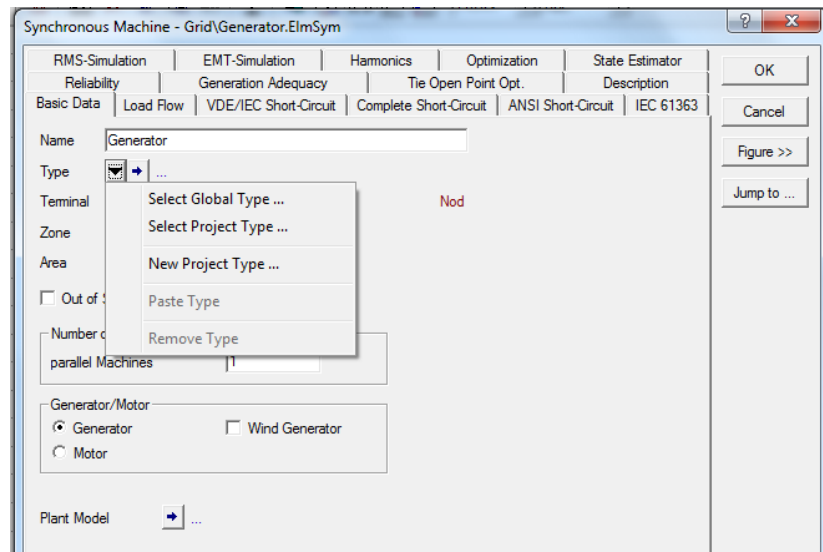 Synchronous Machine - Grid\Generator.ElmSym
RMS-Simulation EMT-Simulation Harmonics Optimization State Estimator
OK
Reliability Generation Adequacy Tie Open Point Opt. Description
Basic Data Load Flow VDE/IEC Short-Circuit Complete Short-Circuit ANSI Short-Circuit IEC 61363
Cancel
Name Generator
Figure >>
Type ...
Terminal Select Global Type ... Nod
Jump to ...
Zone Select Project Type ...
Area New Project Type ...
Out of
Paste Type
Number
Remove Type
parallel Machines 1
Generator/Motor
Generator Wind Generator
Motor
Plant Model ...